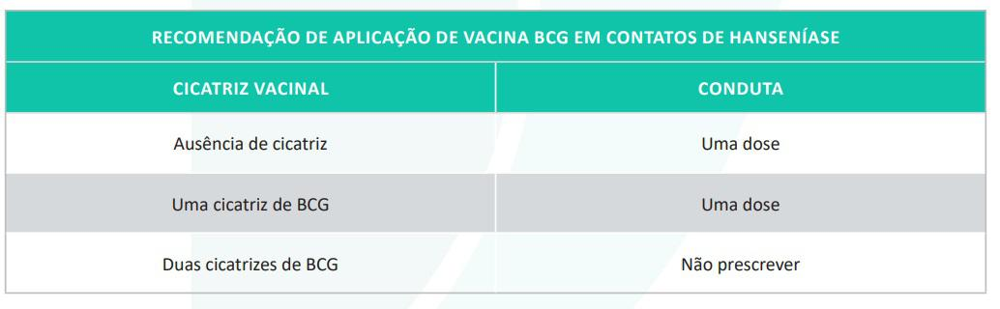 RECOMENDAÇÃO DE APLICAÇÃO DE VACINA BCG EM CONTATOS DE HANSENÍASE
CICATRIZ VACINAL CONDUTA
Ausência de cicatriz Uma dose
Uma cicatriz de BCG Uma dose
Duas cicatrizes de BCG Não prescrever